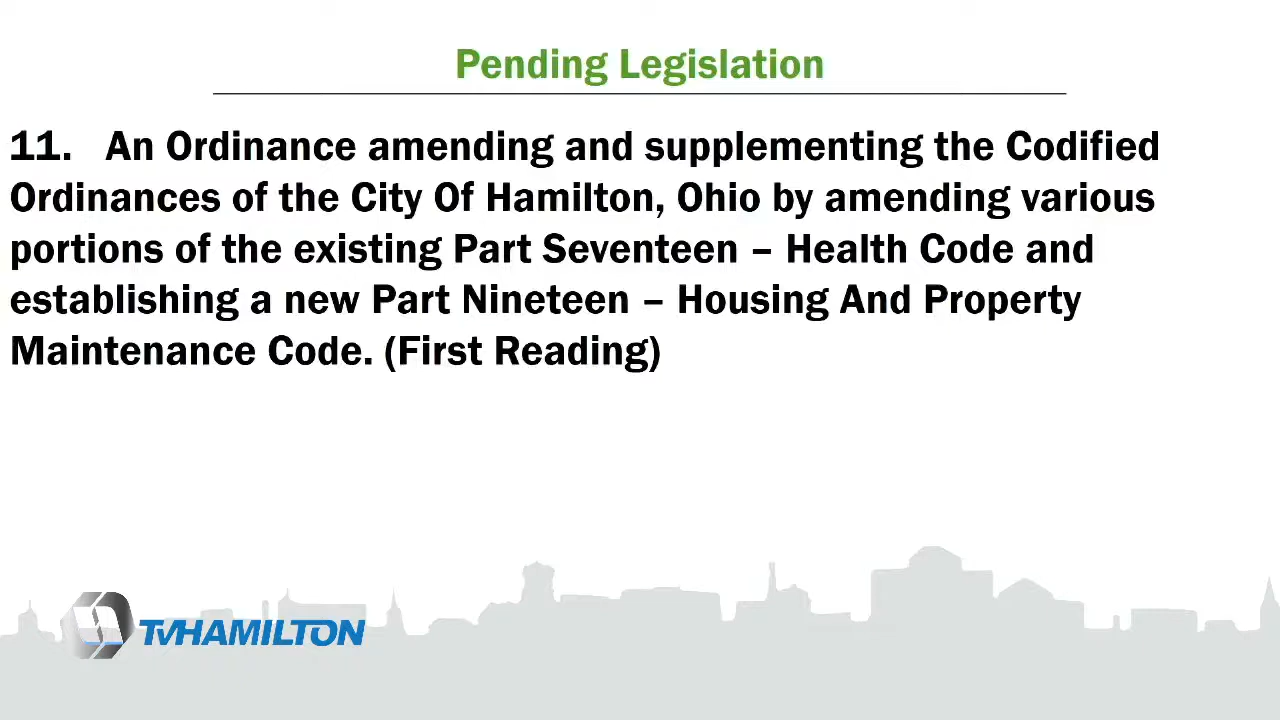 Pending Legislation
11. An Ordinance amending and supplementing the Codified
Ordinances of the City Of Hamilton, Ohio by amending various
portions of the existing Part Seventeen – Health Code and
establishing a new Part Nineteen – Housing And Property
Maintenance Code. (First Reading)
TVHAMILTON